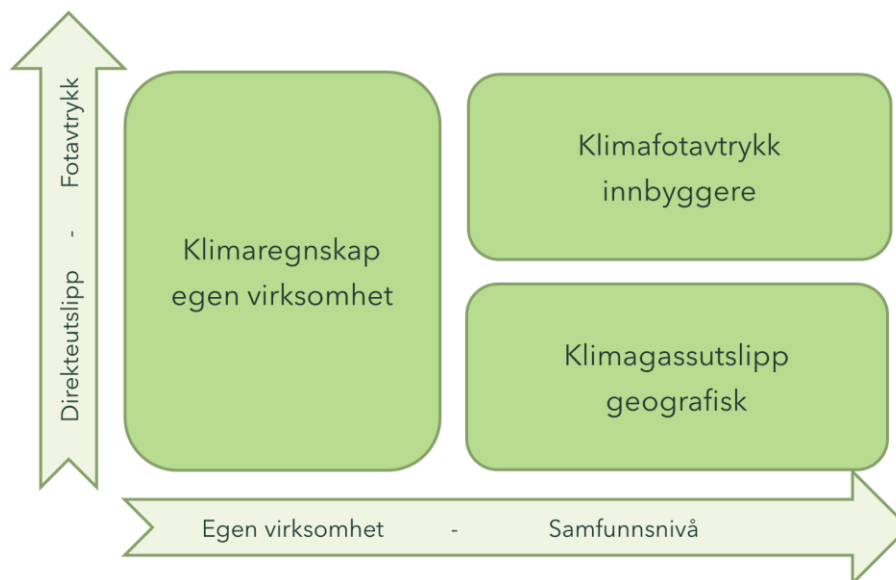 Direkteutslipp - Fotavtrykk
Klimaregnskap
egen virksomhet
Klimafotavtrykk
innbyggere
Klimagassutslipp
geografisk
Egen virksomhet - Samfunnsnivå